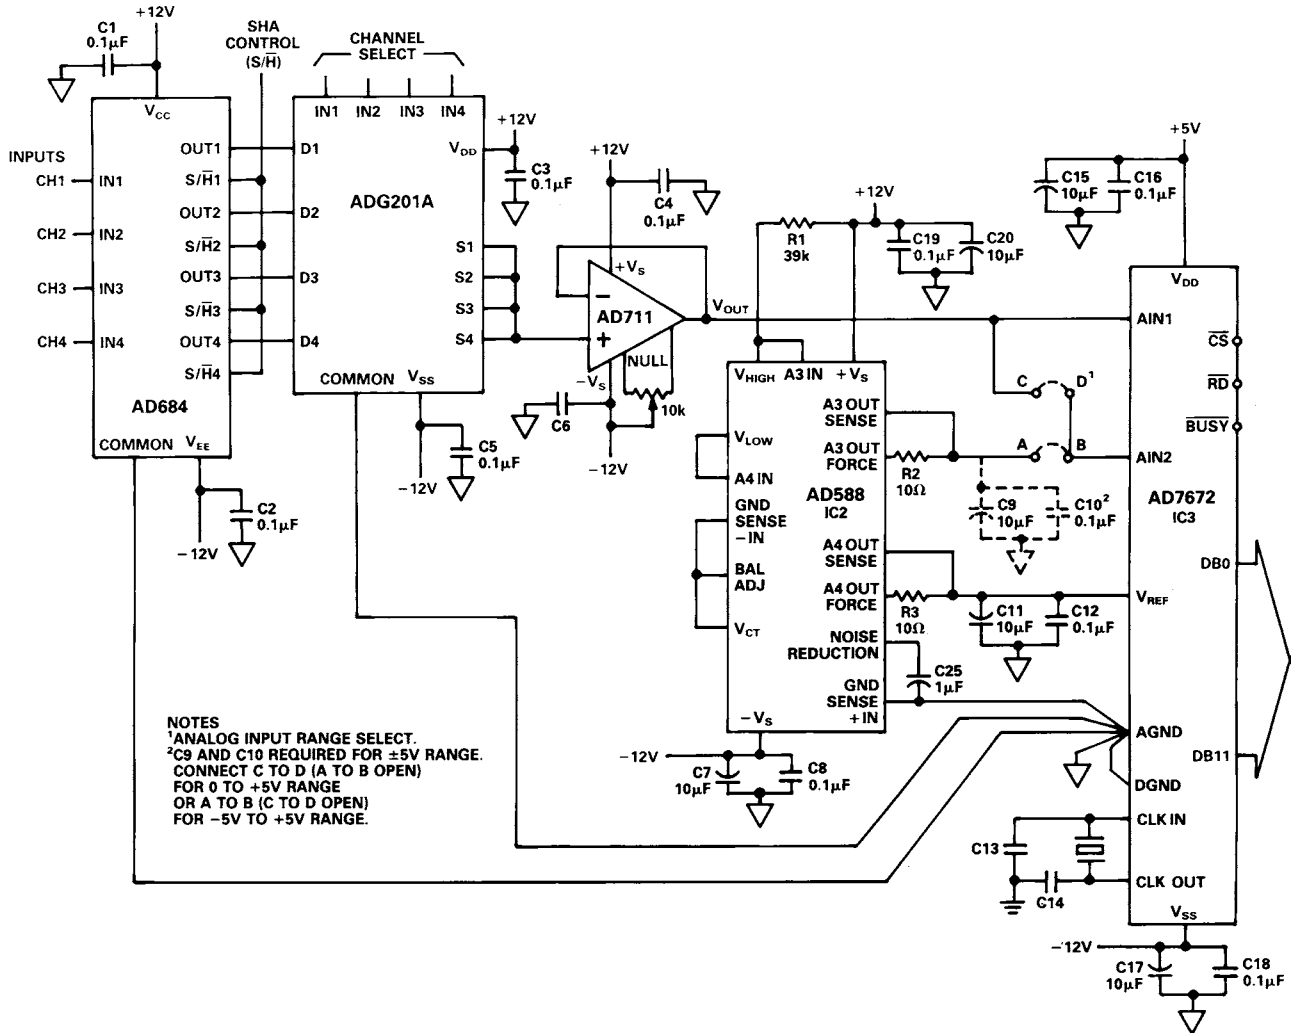 +12V
C1
0.1µF
SHA
CONTROL
(S/H̅)
CHANNEL
SELECT
VCC
IN1 IN2 IN3 IN4
INPUTS
CH1
CH2
CH3
CH4
IN1
IN2
IN3
IN4
OUT1
S/H̅1
OUT2
S/H̅2
OUT3
S/H̅3
OUT4
S/H̅4
AD684
COMMON VEE
C2
0.1µF
−12V
D1
D2
D3
D4
ADG201A
VDD
+12V
C3
0.1µF
S1
S2
S3
S4
COMMON VSS
C5
0.1µF
−12V
+12V
C4
0.1µF
+VS
−
AD711
+
NULL
−VS
10k
C6
−12V
VOUT
+12V
R1
39k
C19
0.1µF
C20
10µF
VHIGH A3 IN +VS
A3 OUT
SENSE
A3 OUT
FORCE
VLOW
A4 IN
GND
SENSE
−IN
BAL
ADJ
VCT
AD588
IC2
A4 OUT
SENSE
A4 OUT
FORCE
NOISE
REDUCTION
GND
SENSE
+IN
−VS
R2
10Ω
R3
10Ω
C25
1µF
−12V
C7
10µF
C8
0.1µF
C D¹
A B
C9
10µF
C10²
0.1µF
C11
10µF
C12
0.1µF
+5V
C15
10µF
C16
0.1µF
VDD
AIN1
AIN2
VREF
AGND
DGND
CLK IN
CLK OUT
VSS
AD7672
IC3
C̅S̅
R̅D̅
B̅U̅S̅Y̅
DB0
DB11
C13
C14
−12V
C17
10µF
C18
0.1µF
NOTES
¹ANALOG INPUT RANGE SELECT.
²C9 AND C10 REQUIRED FOR ±5V RANGE.
CONNECT C TO D (A TO B OPEN)
FOR 0 TO +5V RANGE
OR A TO B (C TO D OPEN)
FOR −5V TO +5V RANGE.